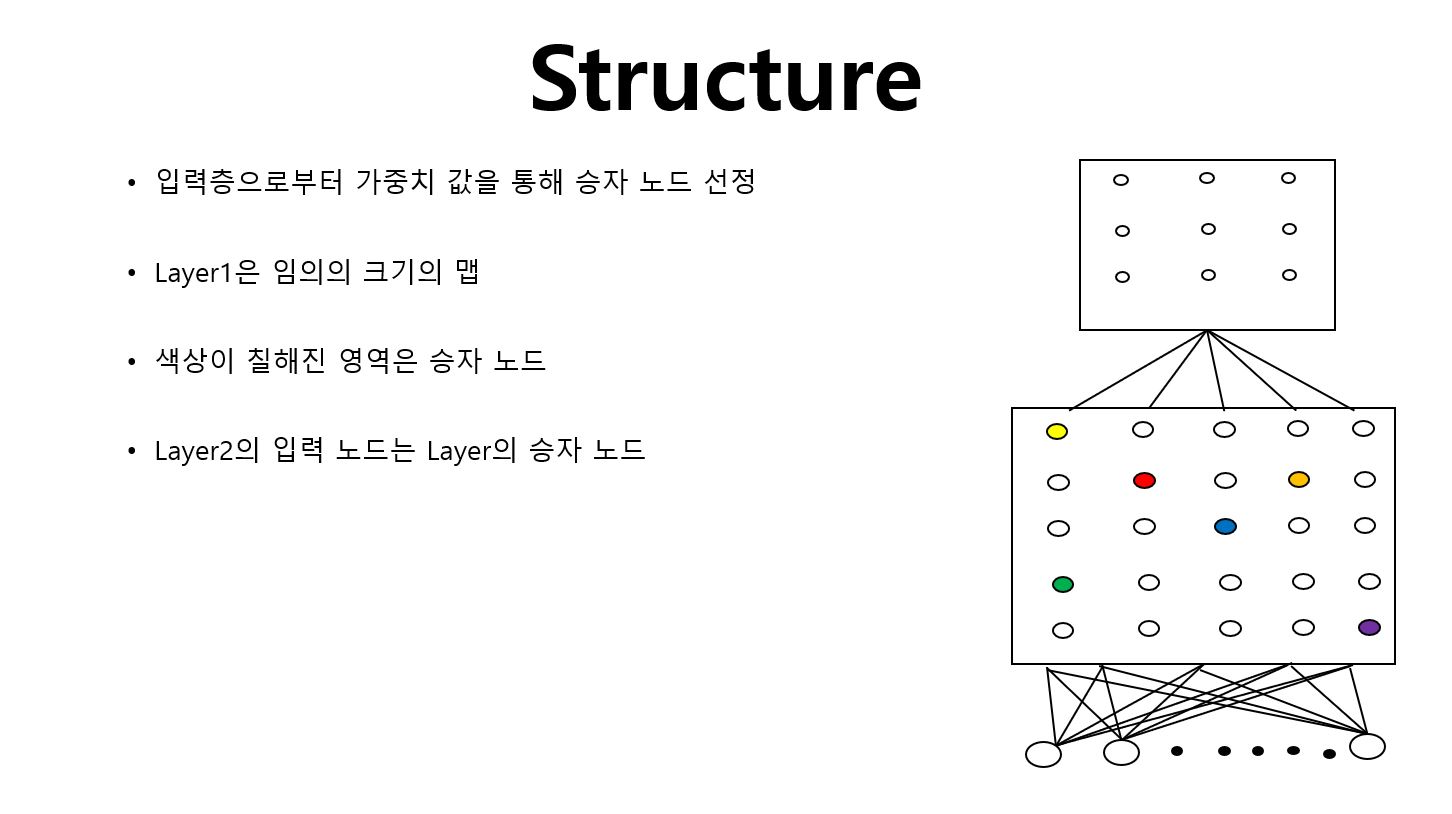 Structure
• 입력층으로부터 가중치 값을 통해 승자 노드 선정
• Layer1은 임의의 크기의 맵
• 색상이 칠해진 영역은 승자 노드
• Layer2의 입력 노드는 Layer의 승자 노드